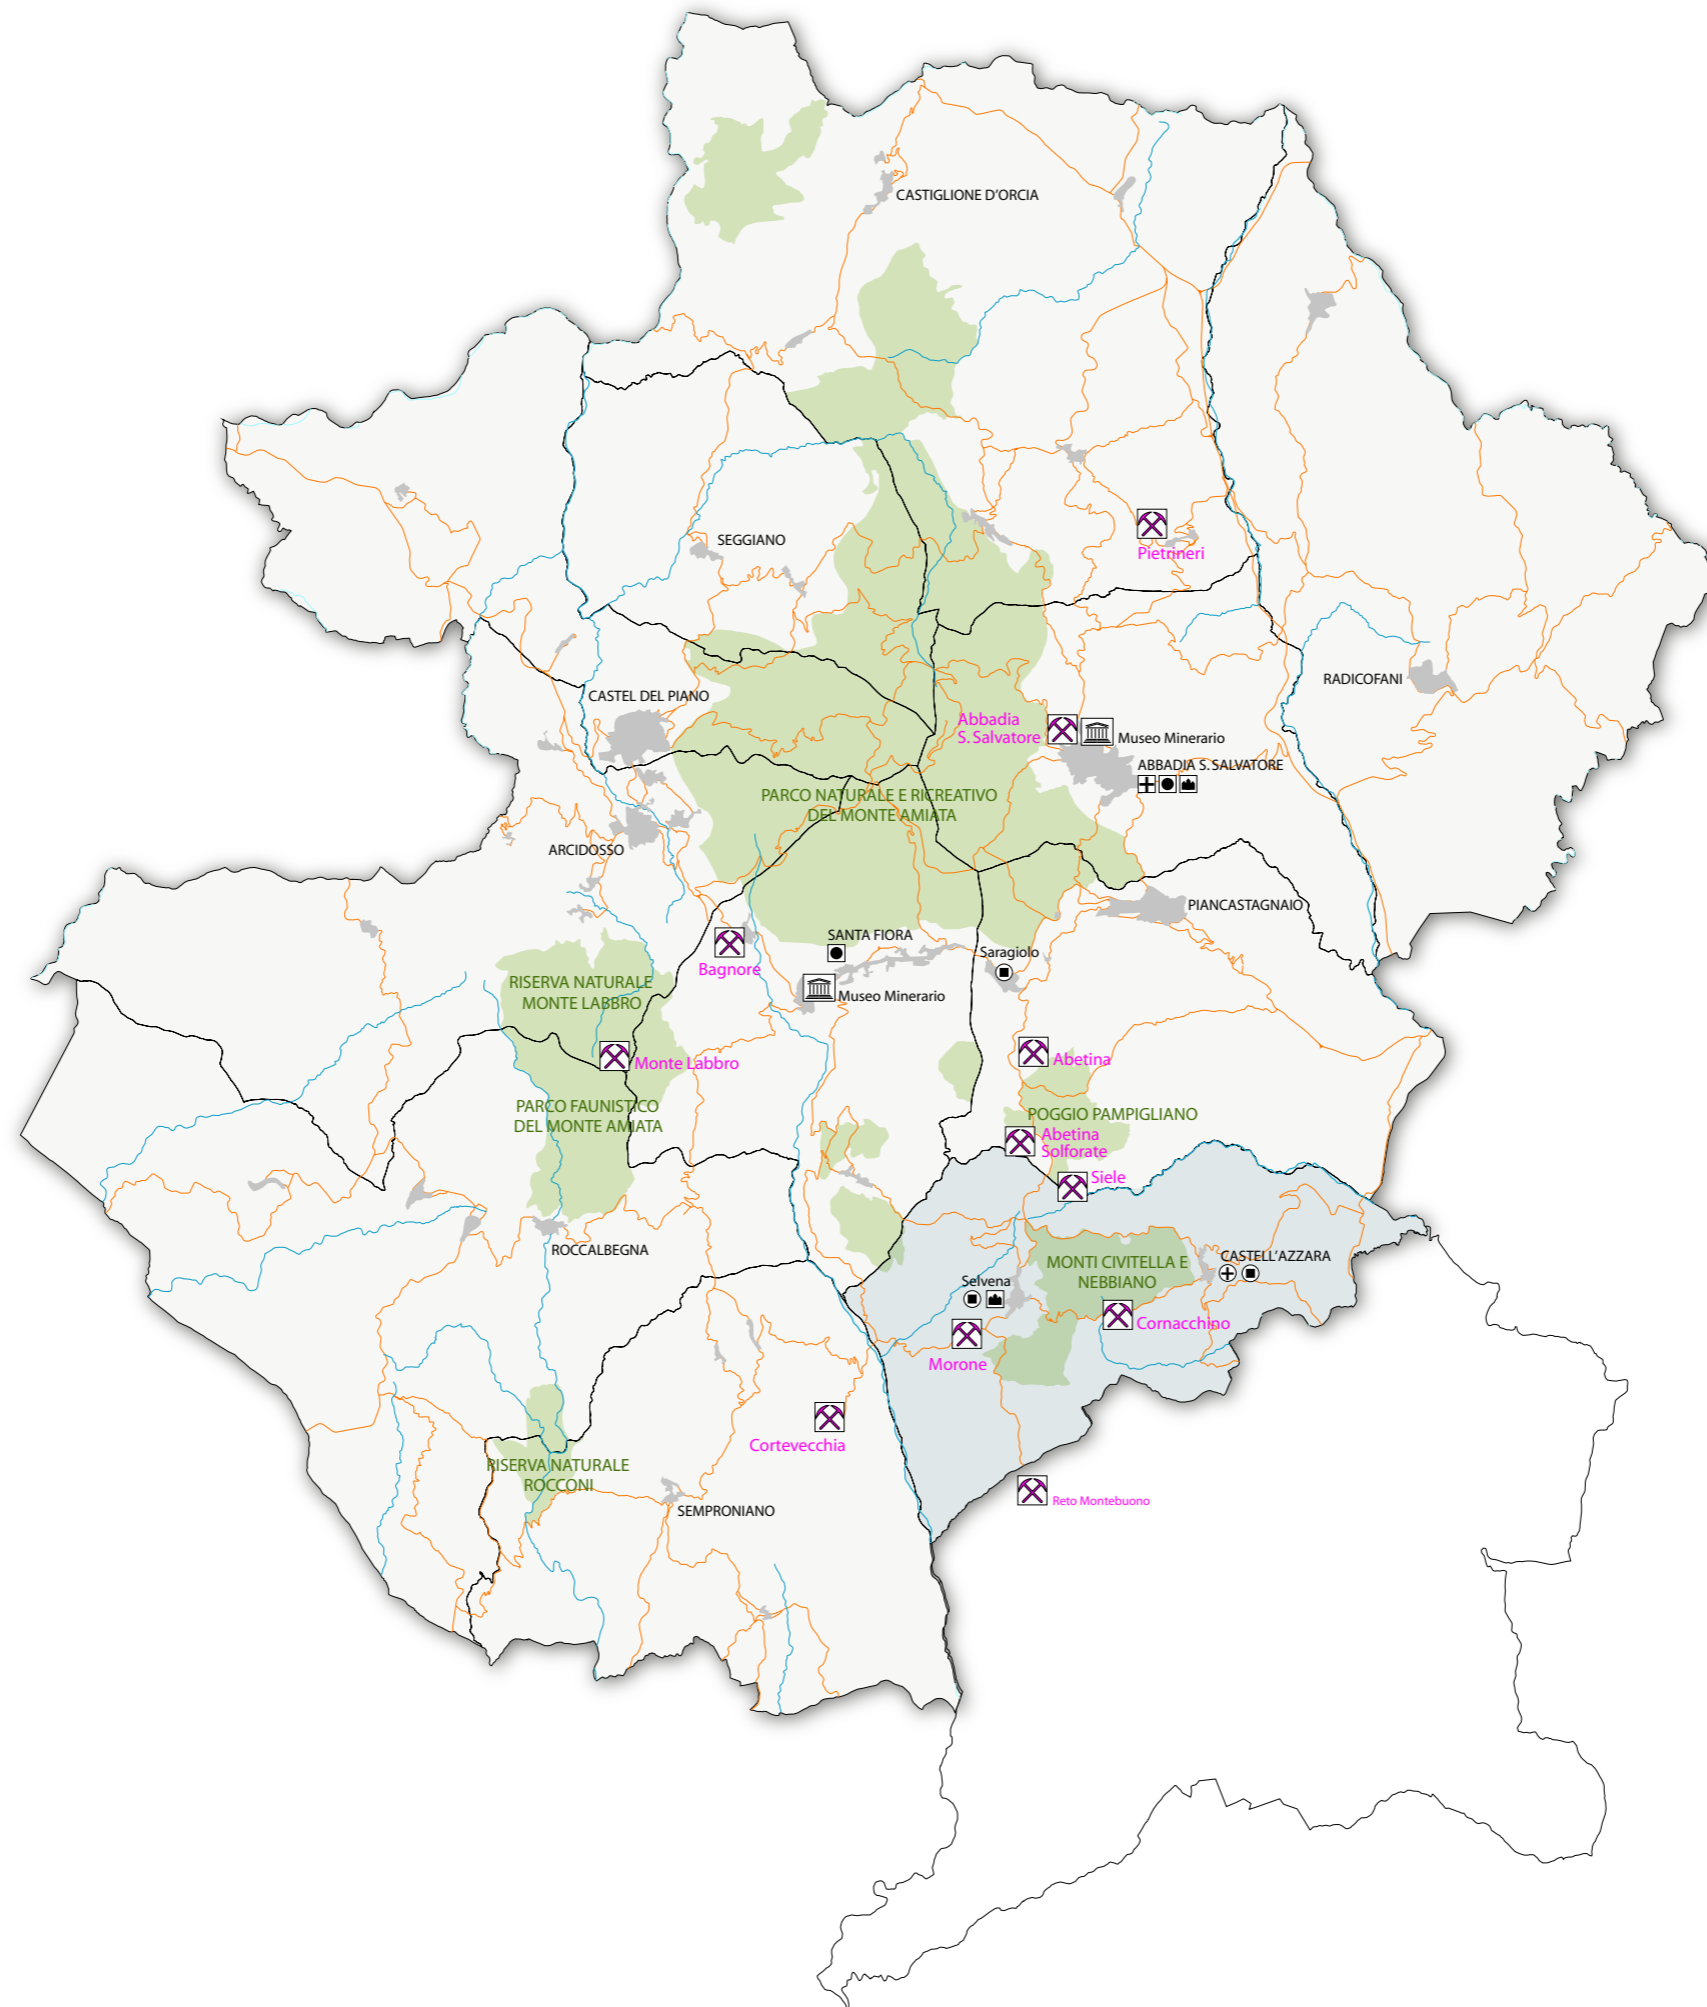 CASTIGLIONE D'ORCIA
SEGGIANO
Pietrineri
RADICOFANI
CASTEL DEL PIANO
Abbadia
S. Salvatore
Museo Minerario
ABBADIA S. SALVATORE
PARCO NATURALE E RICREATIVO
DEL MONTE AMIATA
ARCIDOSSO
PIANCASTAGNAIO
SANTA FIORA
Saragiolo
Bagnore
RISERVA NATURALE
MONTE LABBRO
Museo Minerario
Monte Labbro
Abetina
PARCO FAUNISTICO
DEL MONTE AMIATA
POGGIO PAMPIGLIANO
Abetina
Solforate
Siele
ROCCALBEGNA
MONTI CIVITELLA E
NEBBIANO
CASTELL'AZZARA
Selvena
Cornacchino
Morone
Cortevecchia
RISERVA NATURALE
ROCCONI
SEMPRONIANO
Reto Montebuono